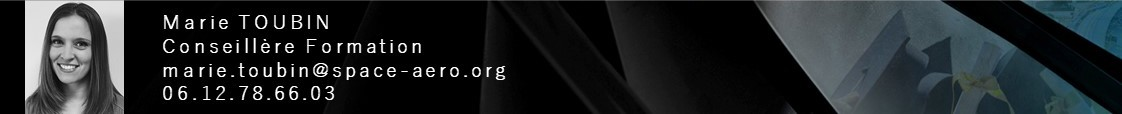 Marie TOUBIN
Conseillère Formation
marie.toubin@space-aero.org
06.12.78.66.03